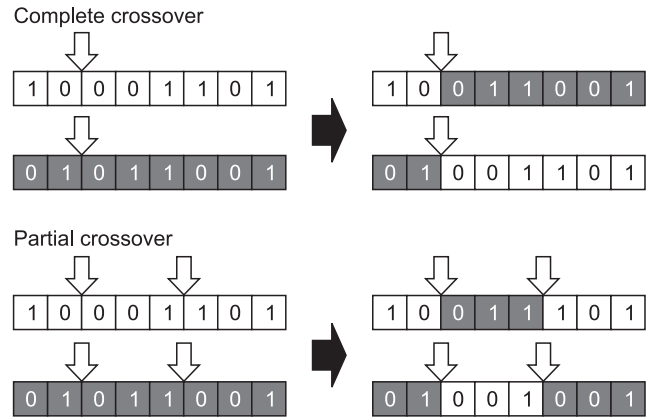 Complete crossover
1 0 0 0 1 1 0 1 1 0 0 1 1 0 0 1
0 1 0 1 1 0 0 1 0 1 0 0 1 1 0 1
Partial crossover
1 0 0 0 1 1 0 1 1 0 0 1 1 1 0 1
0 1 0 1 1 0 0 1 0 1 0 0 1 0 0 1